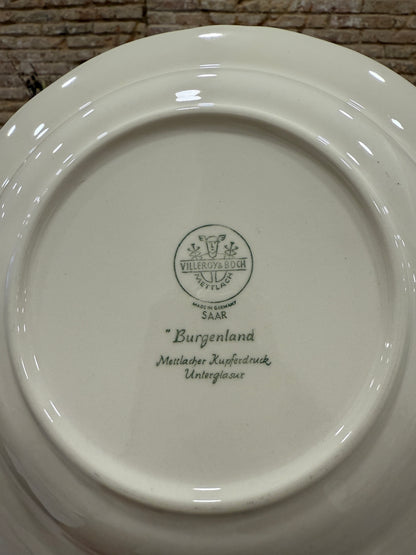 VILLEROY & BOCH
METTLACH
MADE IN GERMANY
SAAR
"Burgenland
Mettlacher Kupferdruck
Unterglasur